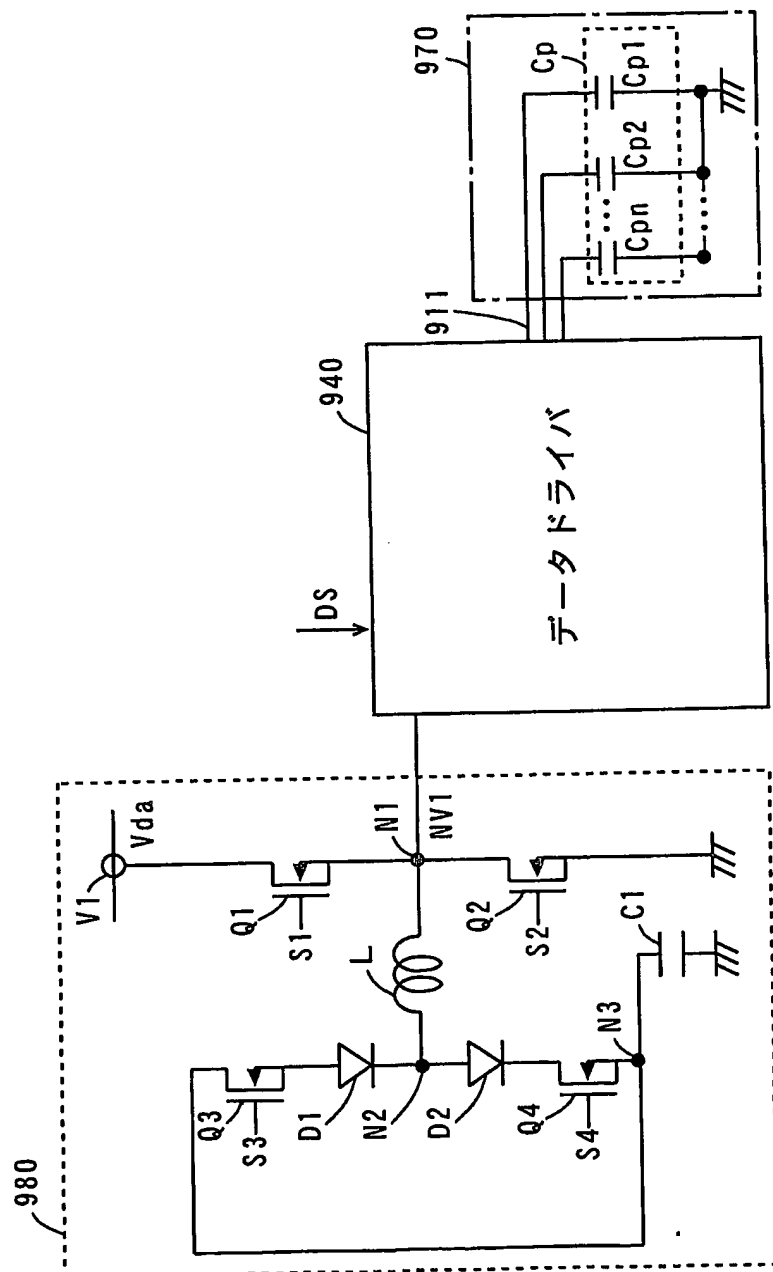 980
V1
Vda
Q1
S1
N1
NV1
L
Q2
S2
C1
Q3
S3
D1
N2
D2
Q4
S4
N3
DS
940
データドライバ
911
970
Cp
Cp1
Cp2
Cpn